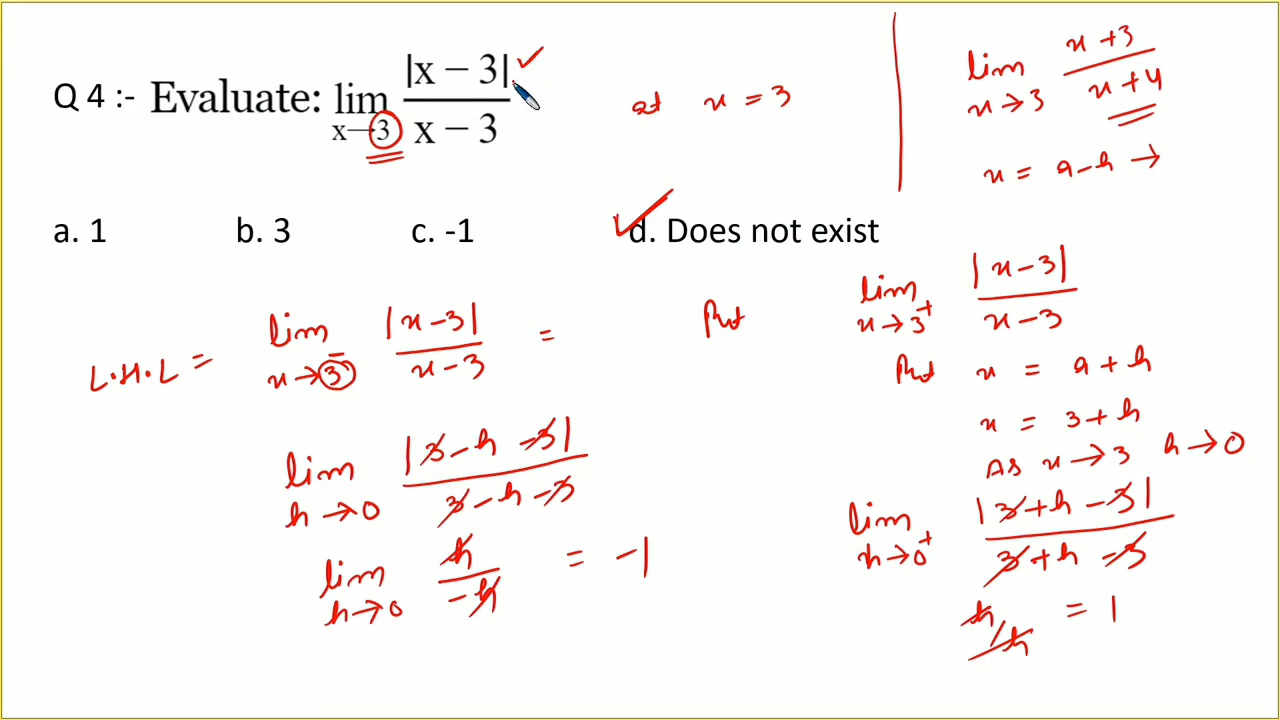 Q 4 :- Evaluate: lim x→3 |x − 3| / x − 3
at x = 3
lim x→3 x+3 / x+4
x = a−h →
a. 1 b. 3 c. -1 d. Does not exist
L.H.L = lim x→3⁻ |x−3| / x−3 =
lim h→0 |3−h−3| / 3−h−3
lim h→0 h / −h = −1
Put
lim x→3⁺ |x−3| / x−3
Put x = a+h
x = 3+h
As x→3 h→0
lim h→0⁺ |3+h−3| / 3+h−3
h/h = 1